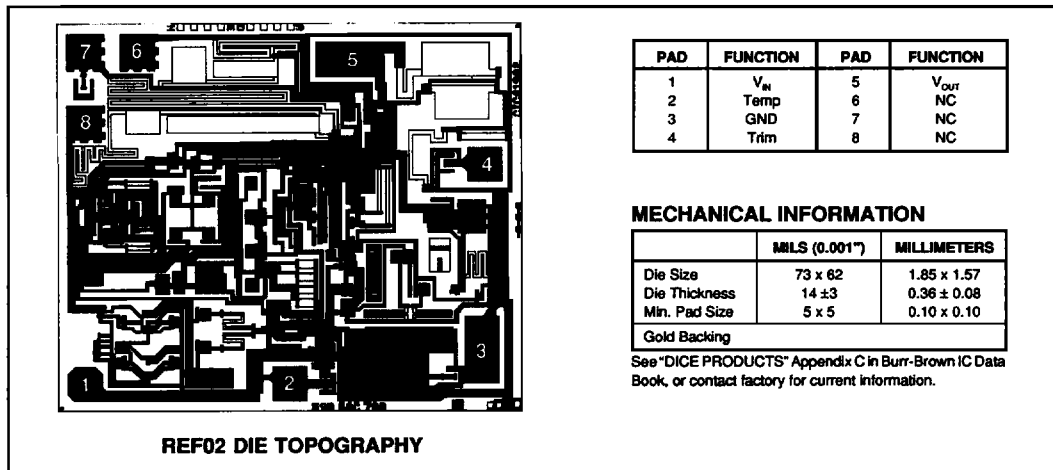 7
6
5
8
4
3
1
2
REF02 DIE TOPOGRAPHY
PAD FUNCTION PAD FUNCTION
1 VIN 5 VOUT
2 Temp 6 NC
3 GND 7 NC
4 Trim 8 NC
MECHANICAL INFORMATION
MILS (0.001") MILLIMETERS
Die Size 73 x 62 1.85 x 1.57
Die Thickness 14 ±3 0.36 ± 0.08
Min. Pad Size 5 x 5 0.10 x 0.10
Gold Backing
See "DICE PRODUCTS" Appendix C in Burr-Brown IC Data
Book, or contact factory for current information.